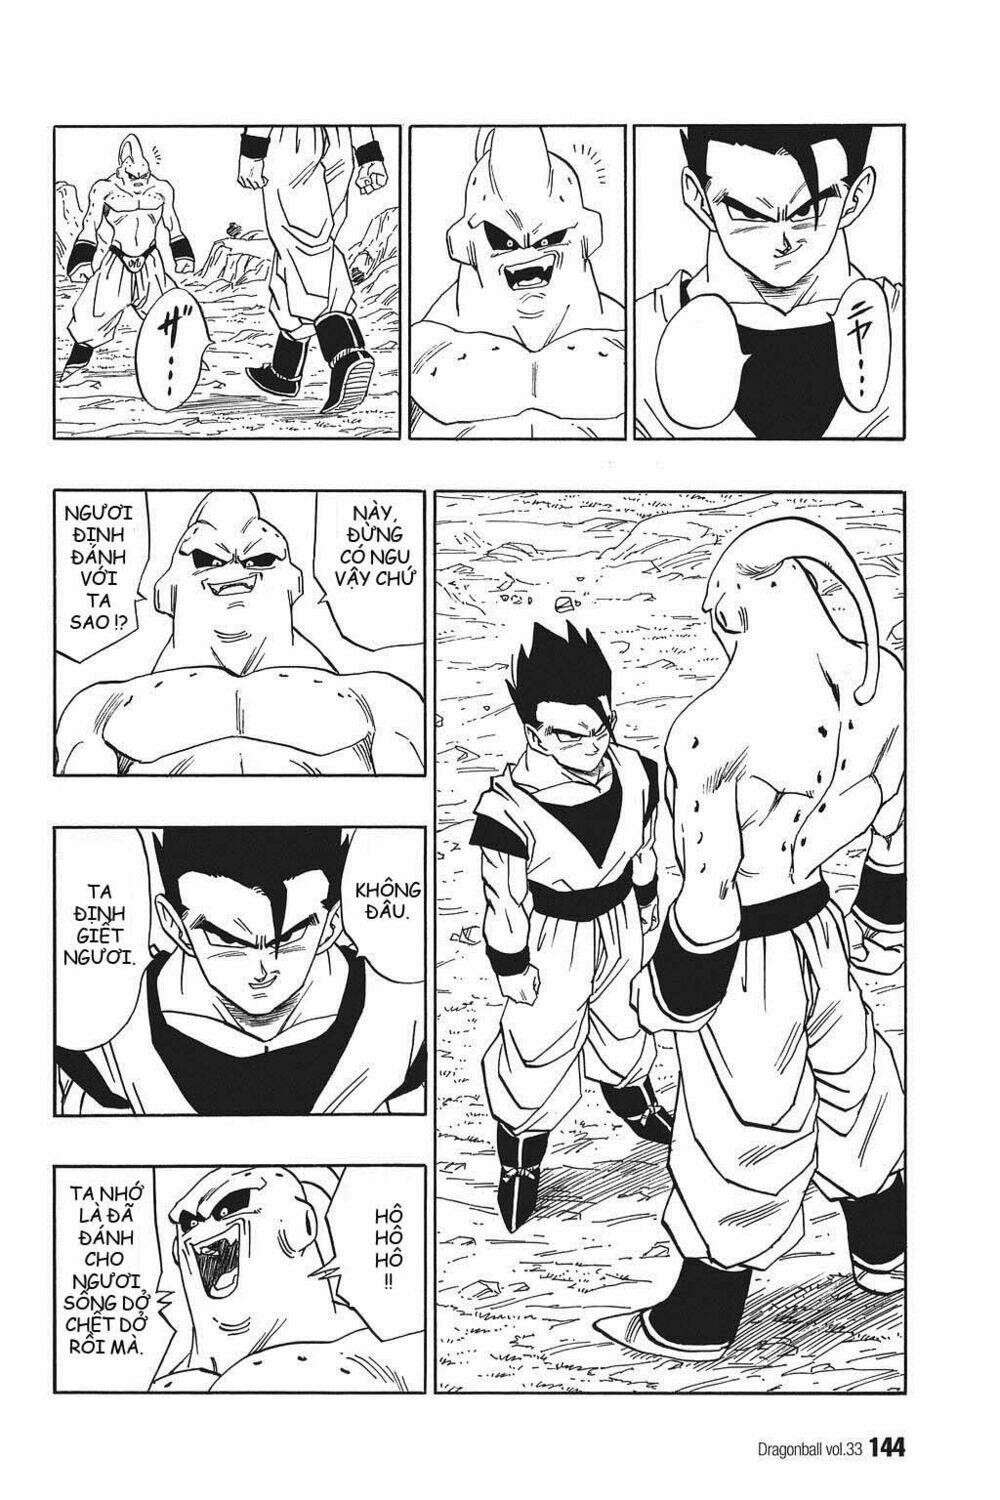 ニヤ…
ザ…
NÀY,
ĐỪNG
CÓ NGU
VẬY CHỨ
NGƯƠI
ĐỊNH
ĐÁNH
VỚI
TA
SAO !?
KHÔNG
ĐÂU.
TA
ĐỊNH
GIẾT
NGƯƠI.
HÔ
HÔ
HÔ
!!
TA NHỚ
LÀ ĐÃ
ĐÁNH
CHO
NGƯƠI
SỐNG DỞ
CHẾT DỞ
RỒI MÀ.
Dragonball vol.33 144